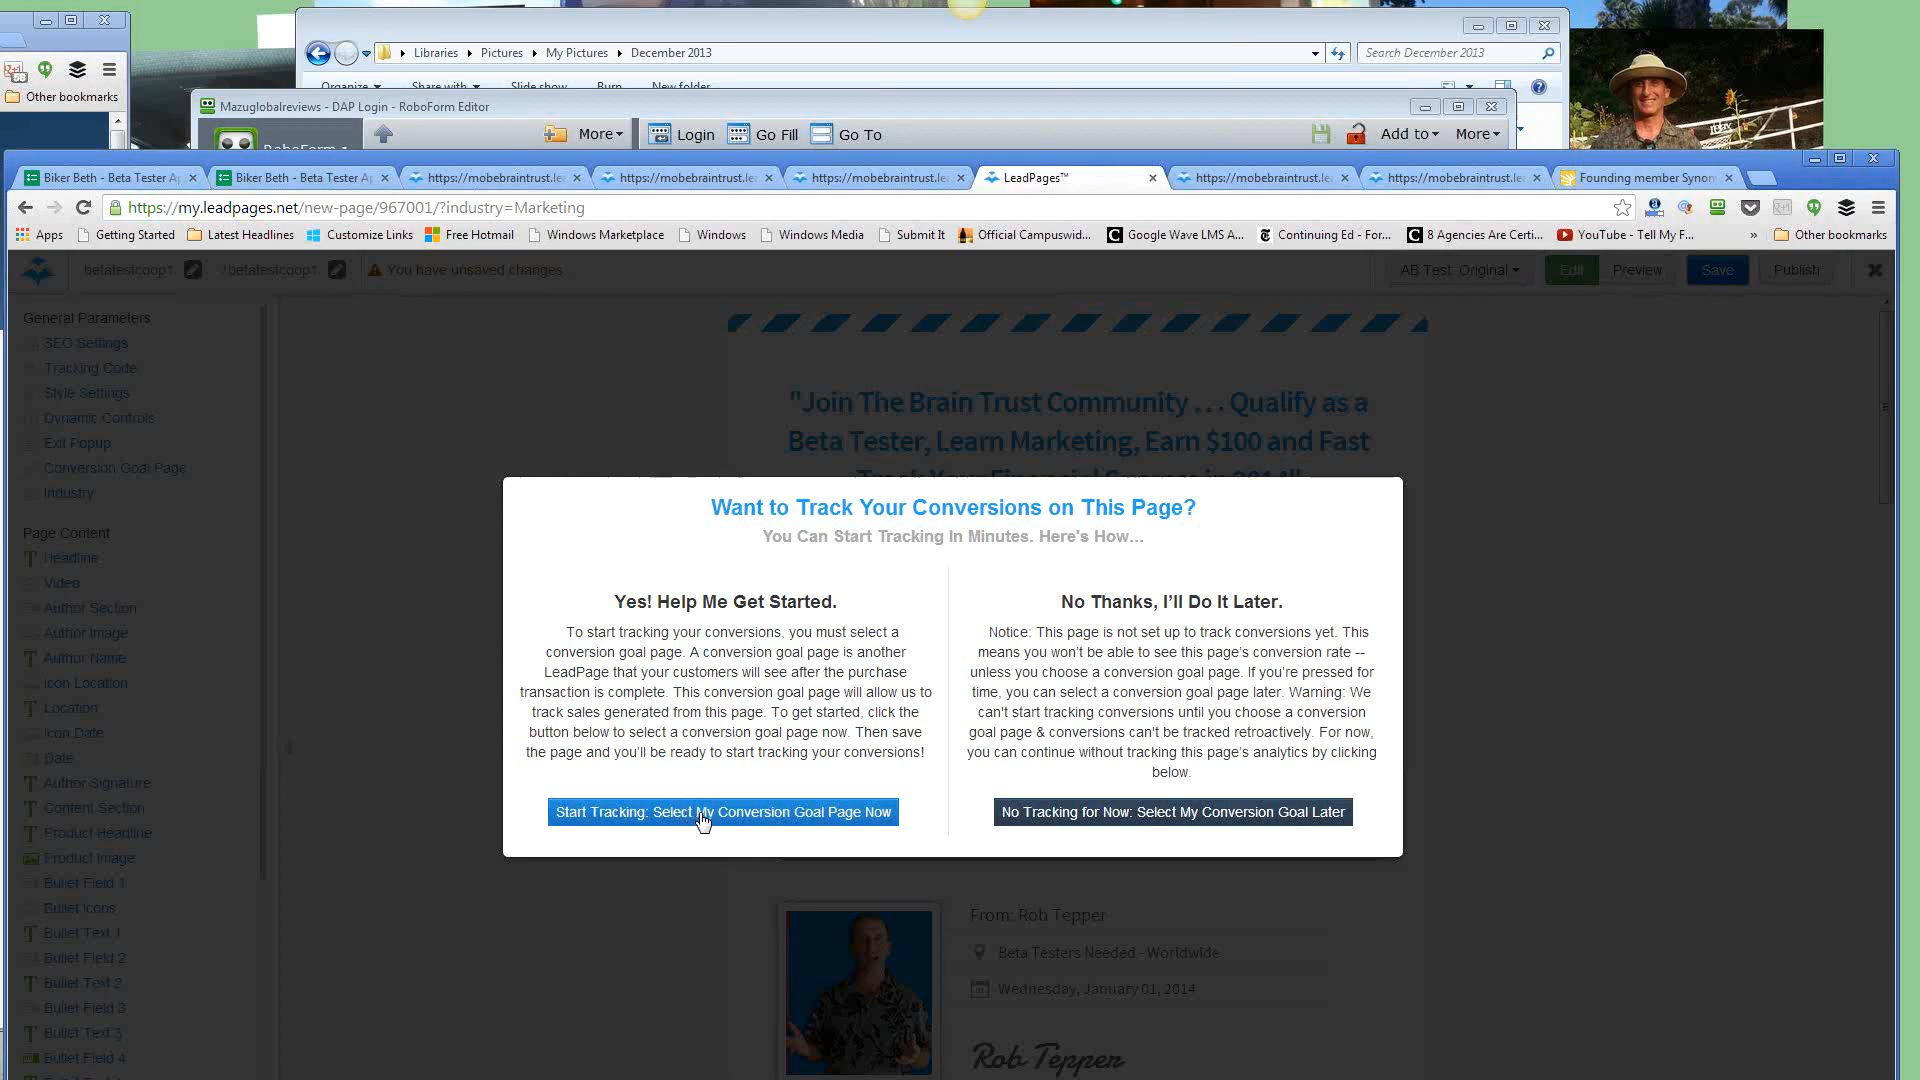 Libraries Pictures My Pictures December 2013
Search December 2013
Organize Share with Slide show Burn New folder
Other bookmarks
Mazuglobalreviews - DAP Login - RoboForm Editor
RoboForm
More Login Go Fill Go To Add to More
Biker Beth - Beta Tester Ap
Biker Beth - Beta Tester Ap
https://mobebraintrust.lea
https://mobebraintrust.lea
https://mobebraintrust.lea
LeadPages™
https://mobebraintrust.lea
https://mobebraintrust.lea
Founding member Synon
https://my.leadpages.net/new-page/967001/?industry=Marketing
Apps Getting Started Latest Headlines Customize Links Free Hotmail Windows Marketplace Windows Windows Media Submit It Official Campuswid... Google Wave LMS A... Continuing Ed - For... 8 Agencies Are Certi... YouTube - Tell My F... » Other bookmarks
betatestcoop1 /betatestcoop1 You have unsaved changes AB Test: Original Edit Preview Save Publish
General Parameters
SEO Settings
Tracking Code
Style Settings
Dynamic Controls
Exit Popup
Conversion Goal Page
Industry
Page Content
Headline
Video
Author Section
Author Image
Author Name
Icon Location
Location
Icon Date
Date
Author Signature
Content Section
Product Headline
Product Image
Bullet Field 1
Bullet Icons
Bullet Text 1
Bullet Field 2
Bullet Text 2
Bullet Field 3
Bullet Text 3
Bullet Field 4
"Join The Brain Trust Community . . . Qualify as a
Beta Tester, Learn Marketing, Earn $100 and Fast
Track Your Financial Success in 2014"
Want to Track Your Conversions on This Page?
You Can Start Tracking In Minutes. Here's How...
Yes! Help Me Get Started.
To start tracking your conversions, you must select a
conversion goal page. A conversion goal page is another
LeadPage that your customers will see after the purchase
transaction is complete. This conversion goal page will allow us to
track sales generated from this page. To get started, click the
button below to select a conversion goal page now. Then save
the page and you'll be ready to start tracking your conversions!
Start Tracking: Select My Conversion Goal Page Now
No Thanks, I'll Do It Later.
Notice: This page is not set up to track conversions yet. This
means you won't be able to see this page's conversion rate --
unless you choose a conversion goal page. If you're pressed for
time, you can select a conversion goal page later. Warning: We
can't start tracking conversions until you choose a conversion
goal page & conversions can't be tracked retroactively. For now,
you can continue without tracking this page's analytics by clicking
below.
No Tracking for Now: Select My Conversion Goal Later
From: Rob Tepper
Beta Testers Needed - Worldwide
Wednesday, January 01, 2014
Rob Tepper